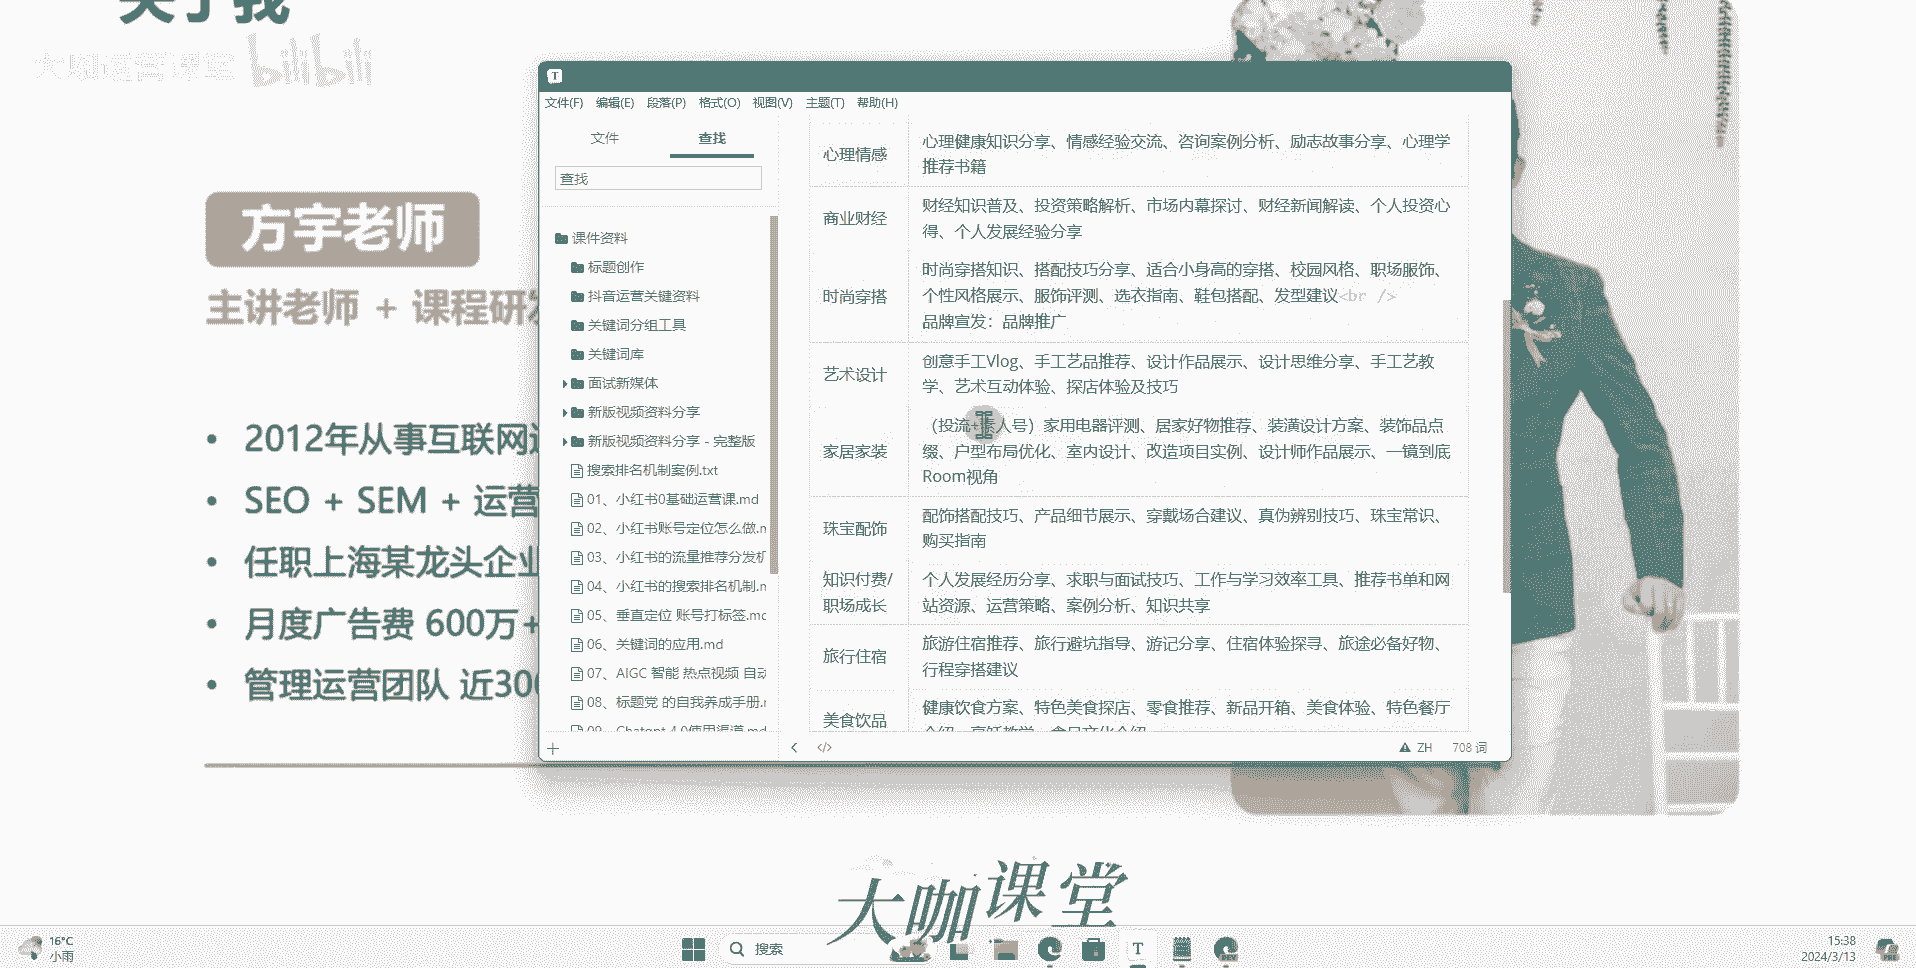 关于我
大咖运营课堂 bilibili
方宇老师
主讲老师 + 课程研发
• 2012年从事互联网运
• SEO + SEM + 运营
• 任职上海某龙头企业
• 月度广告费 600万+
• 管理运营团队 近300
T
文件(F) 编辑(E) 段落(P) 格式(O) 视图(V) 主题(T) 帮助(H)
文件 查找
查找
课件资料
标题创作
抖音运营关键资料
关键词分组工具
关键词库
面试新媒体
新版视频资料分享
新版视频资料分享 - 完整版
搜索排名机制案例.txt
01、小红书0基础运营课.md
02、小红书账号定位怎么做.m
03、小红书的流量推荐分发机
04、小红书的搜索排名机制.m
05、垂直定位 账号打标签.mc
06、关键词的应用.md
07、AIGC 智能 热点视频 自动
08、标题党 的自我养成手册.r
09、Chatgpt 4.0使用渠道.md
心理情感
心理健康知识分享、情感经验交流、咨询案例分析、励志故事分享、心理学
推荐书籍
商业财经
财经知识普及、投资策略解析、市场内幕探讨、财经新闻解读、个人投资心
得、个人发展经验分享
时尚穿搭
时尚穿搭知识、搭配技巧分享、适合小身高的穿搭、校园风格、职场服饰、
个性风格展示、服饰评测、选衣指南、鞋包搭配、发型建议<br />
品牌宣发：品牌推广
艺术设计
创意手工Vlog、手工艺品推荐、设计作品展示、设计思维分享、手工艺教
学、艺术互动体验、探店体验及技巧
家居家装
（投流+素人号）家用电器评测、居家好物推荐、装潢设计方案、装饰品点
缀、户型布局优化、室内设计、改造项目实例、设计师作品展示、一镜到底
Room视角
珠宝配饰
配饰搭配技巧、产品细节展示、穿戴场合建议、真伪辨别技巧、珠宝常识、
购买指南
知识付费/
职场成长
个人发展经历分享、求职与面试技巧、工作与学习效率工具、推荐书单和网
站资源、运营策略、案例分析、知识共享
旅行住宿
旅游住宿推荐、旅行避坑指导、游记分享、住宿体验探寻、旅途必备好物、
行程穿搭建议
美食饮品
健康饮食方案、特色美食探店、零食推荐、新品开箱、美食体验、特色餐厅
介绍、烹饪教学、食品文化介绍
</> ZH 708 词
大咖课堂
16°C
小雨
搜索
T
DEV
15:38
2024/3/13
PRE